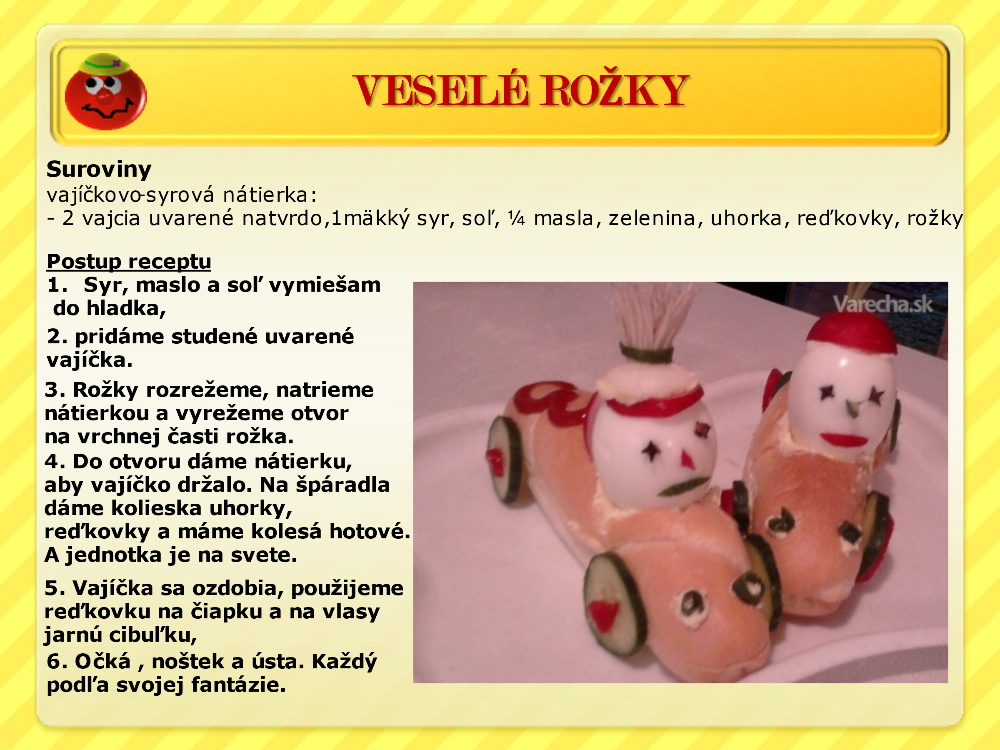 VESELÉ ROŽKY
Suroviny
vajíčkovo-syrová nátierka:
- 2 vajcia uvarené natvrdo,1mäkký syr, soľ, ¼ masla, zelenina, uhorka, reďkovky, rožky
Postup receptu
1. Syr, maslo a soľ vymiešam
do hladka,
2. pridáme studené uvarené
vajíčka.
3. Rožky rozrežeme, natrieme
nátierkou a vyrežeme otvor
na vrchnej časti rožka.
4. Do otvoru dáme nátierku,
aby vajíčko držalo. Na špáradla
dáme kolieska uhorky,
reďkovky a máme kolesá hotové.
A jednotka je na svete.
5. Vajíčka sa ozdobia, použijeme
reďkovku na čiapku a na vlasy
jarnú cibuľku,
6. Očká , noštek a ústa. Každý
podľa svojej fantázie.
Varecha.sk